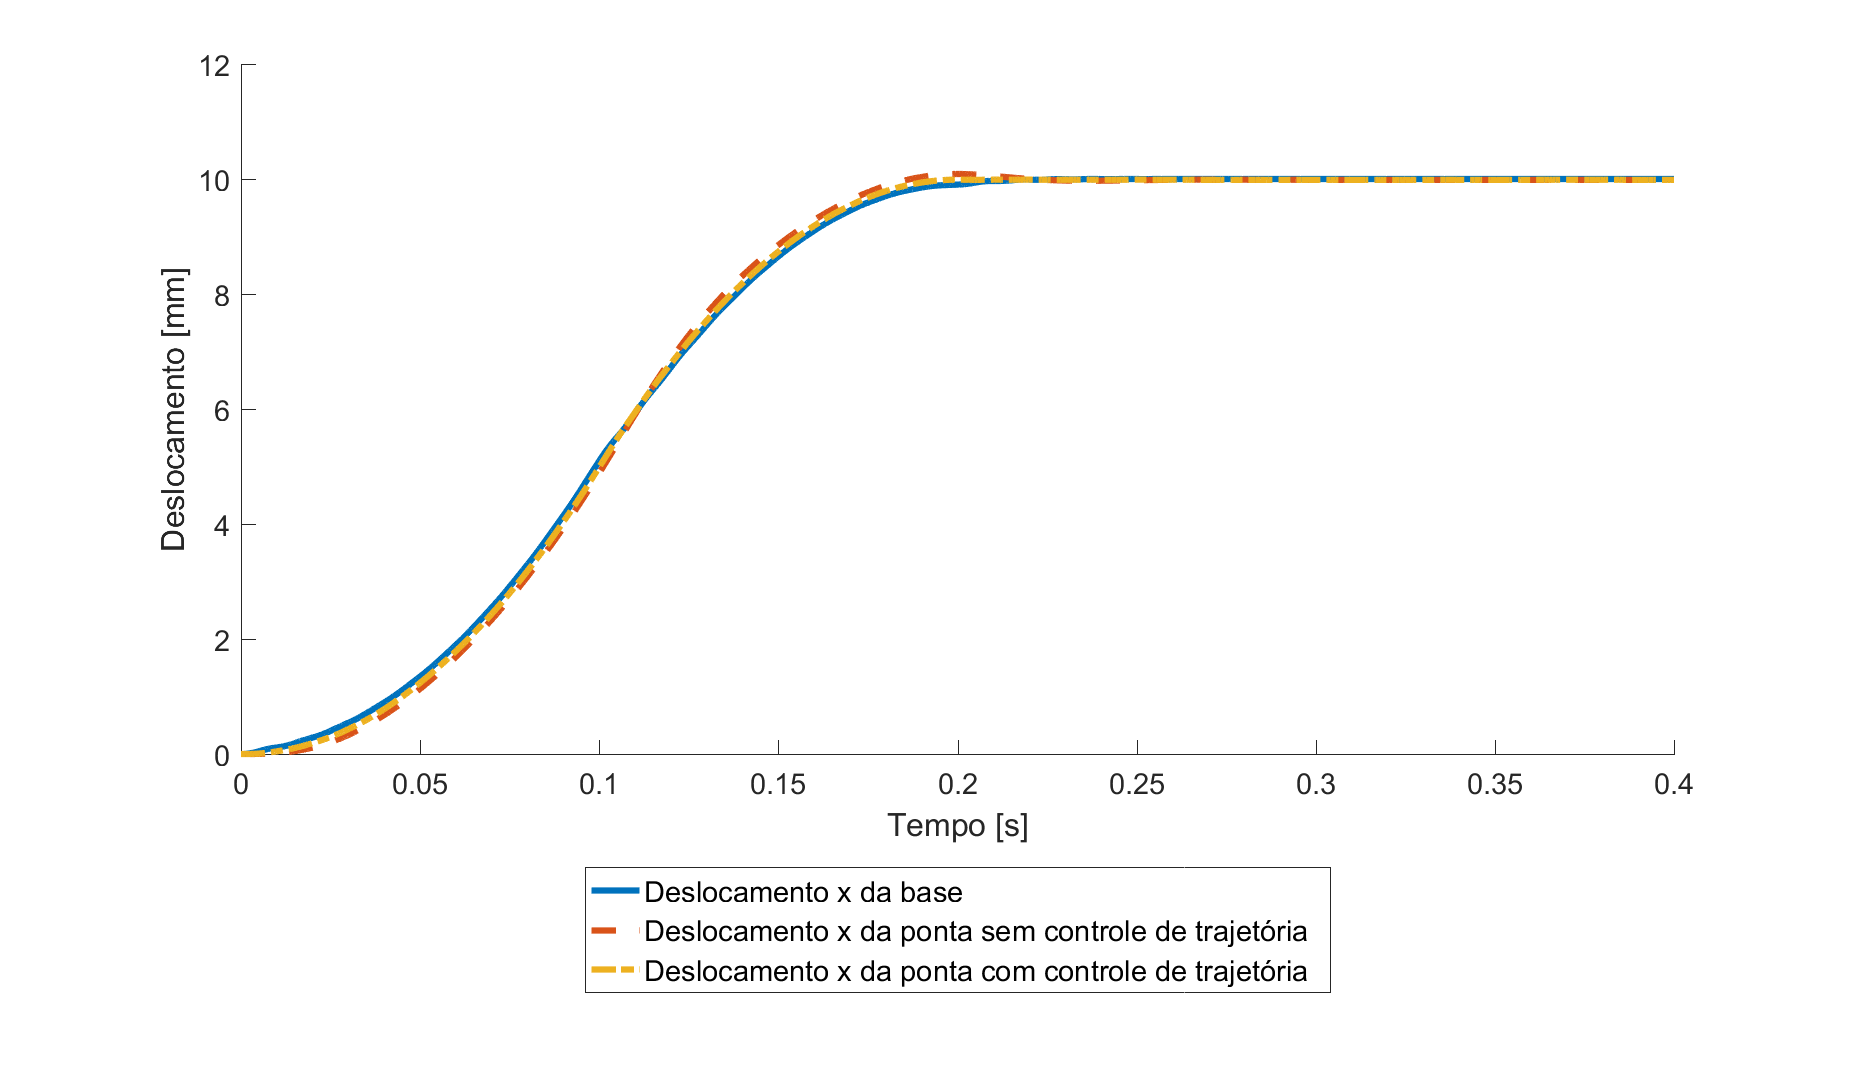 12
10
8
6
4
2
0
Deslocamento [mm]
0 0.05 0.1 0.15 0.2 0.25 0.3 0.35 0.4
Tempo [s]
Deslocamento x da base
Deslocamento x da ponta sem controle de trajetória
Deslocamento x da ponta com controle de trajetória